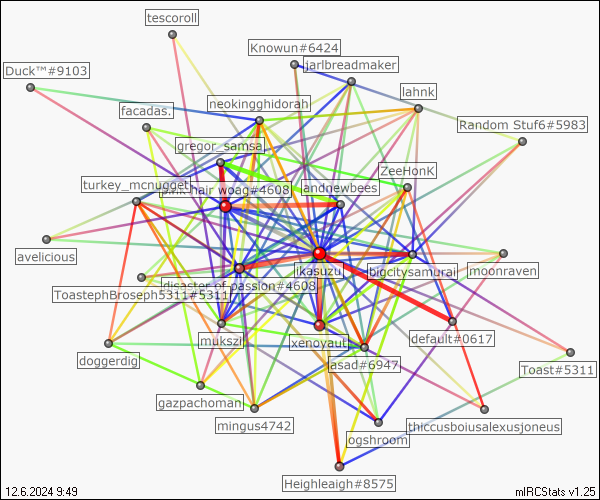 tescoroll
Knowun#6424
jarlbreadmaker
Duck™#9103
lahnk
neokingghidorah
facadas.
Random Stuf6#5983
gregor_samsa.
ZeeHonK
turkey_mcnugget
hair woag#4608
andnewbees
avelicious
ikasuzu
bigcitysamurai
moonraven
disaster of passion#4608
ToastephBroseph5311#5311
mukszi
xenoyaut
default#0617
doggerdig
jasad#6947
Toast#5311
gazpachoman
mingus4742
thiccusboiusalexusjoneus
ogshroom
Heighleaigh#8575
12.6.2024 9:49
mIRCStats v1.25